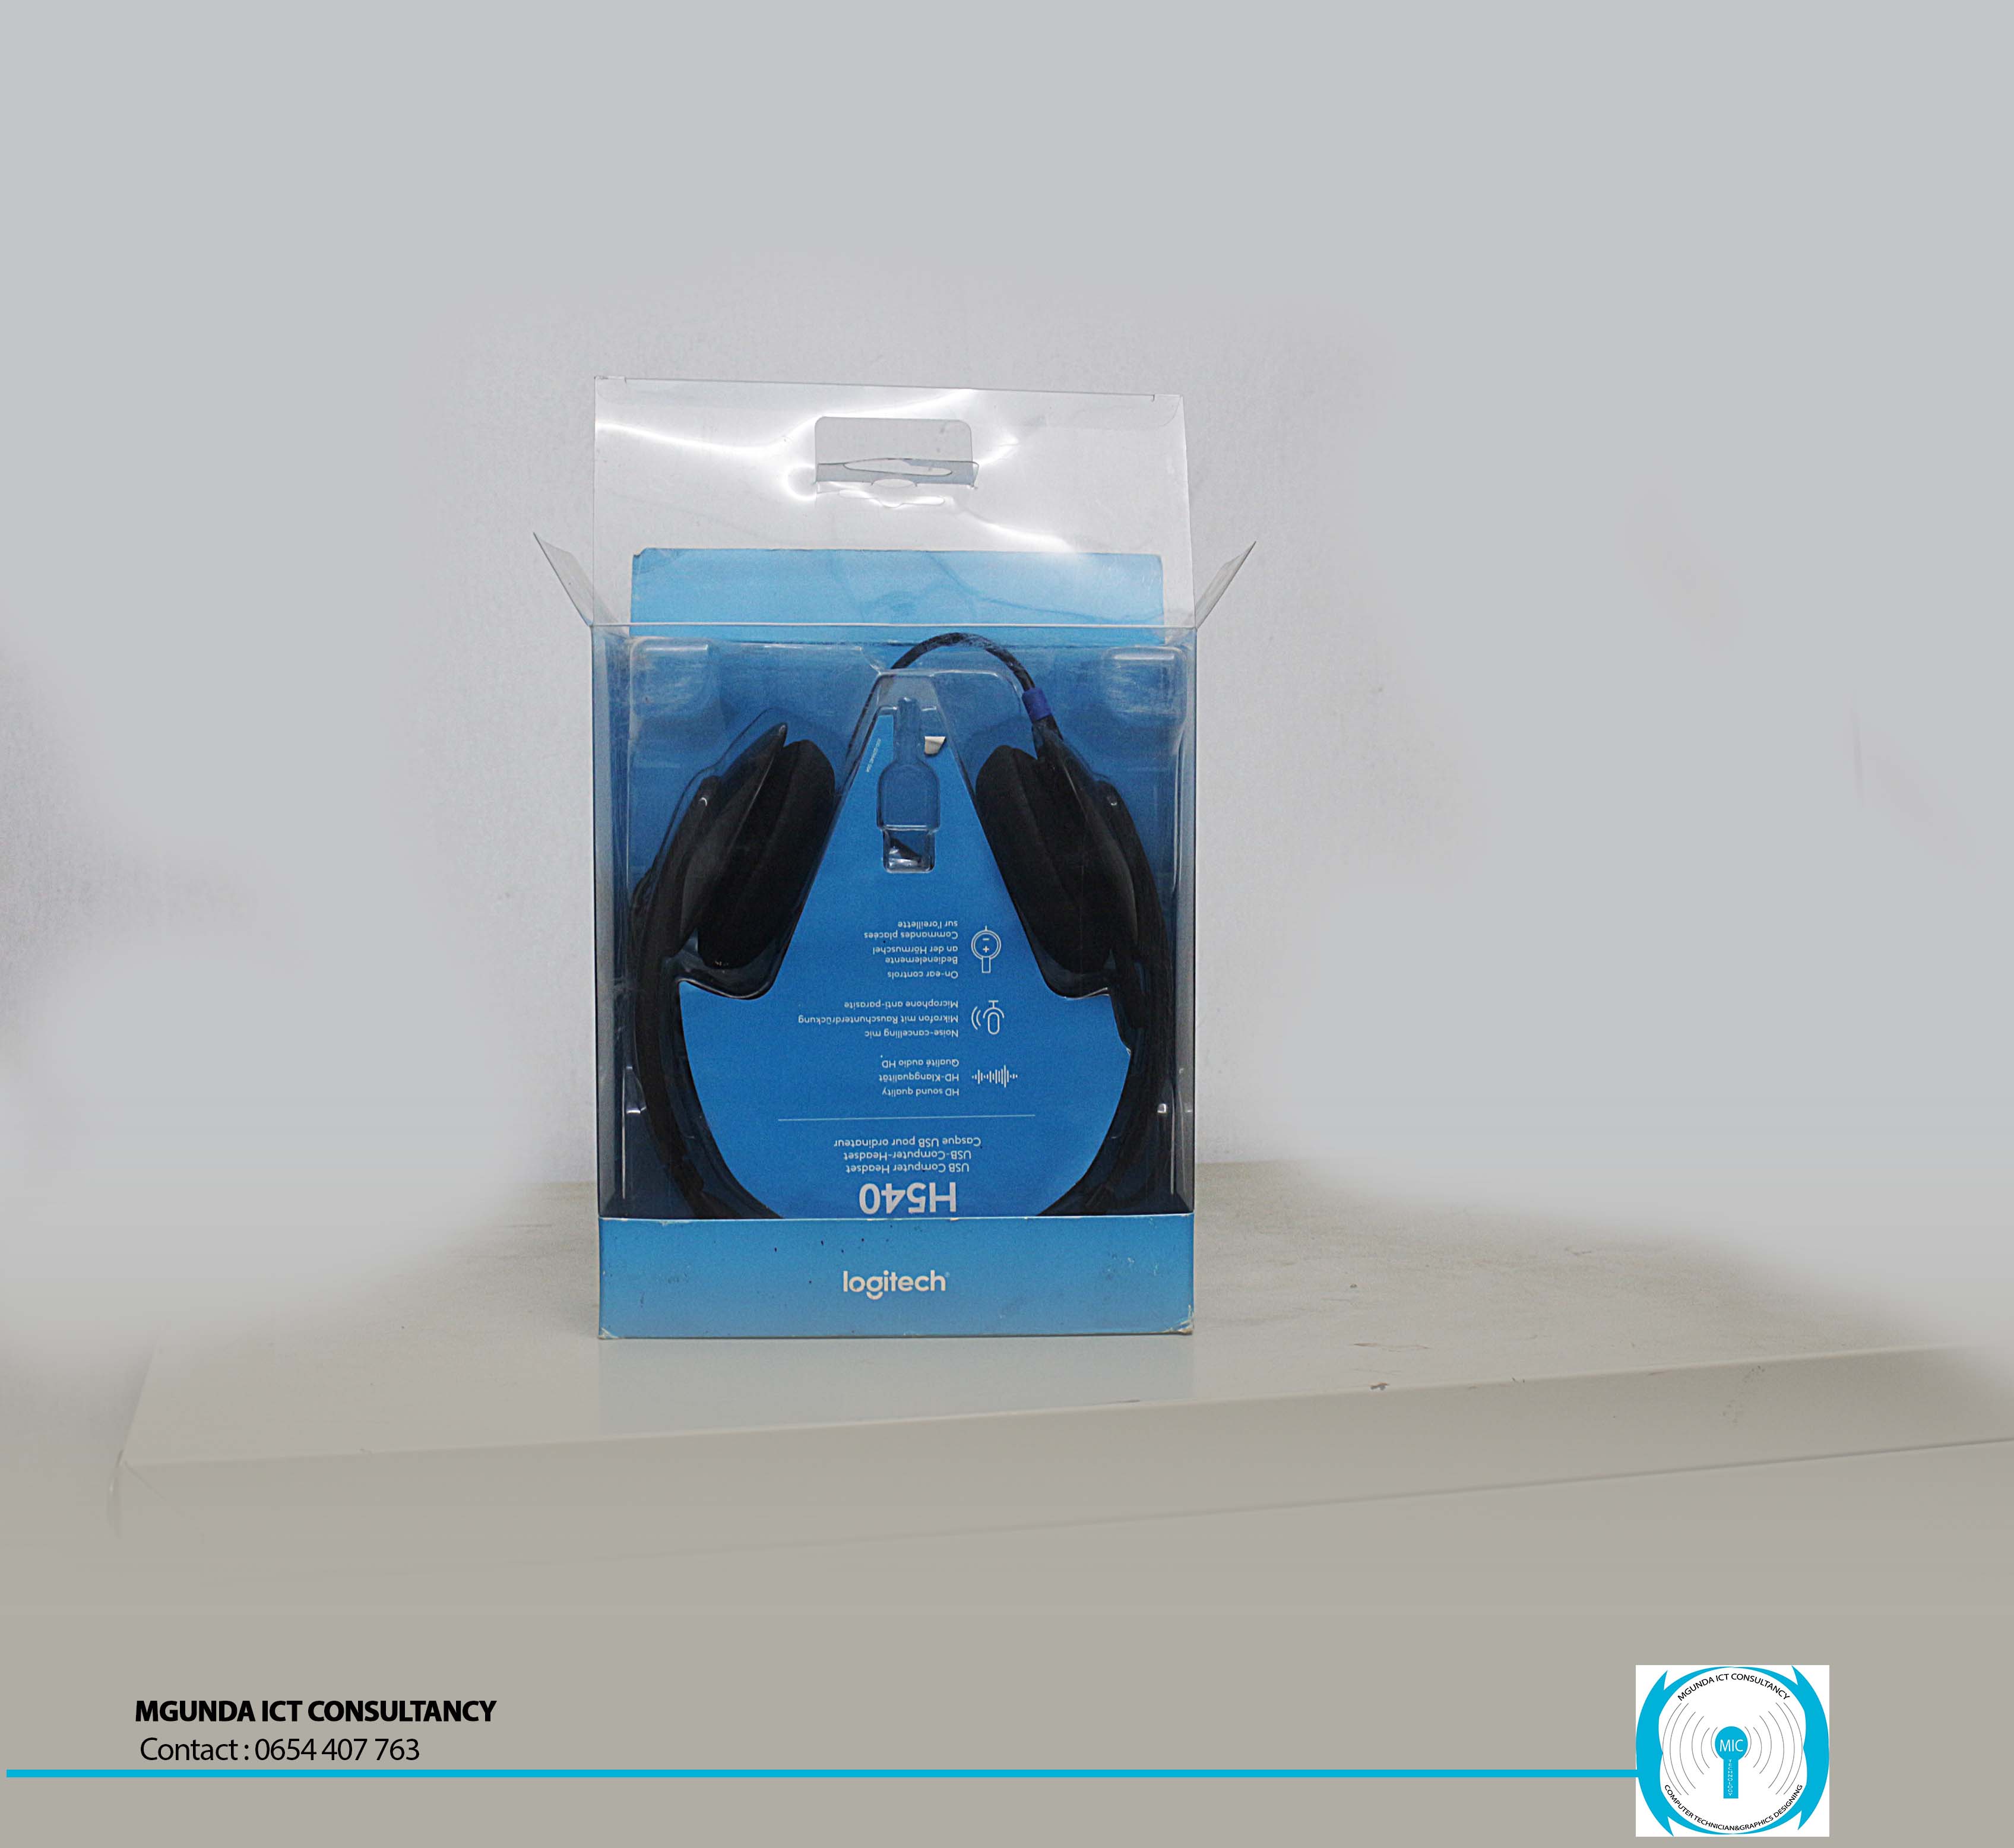 H540
USB Computer Headset
USB-Computer-Headset
Casque USB pour ordinateur
HD sound quality
HD-Klangqualität
Qualité audio HD
Noise-cancelling mic
Mikrofon mit Rauschunterdrückung
Microphone anti-parasite
On-ear controls
Bedienelemente
an der Hörmuschel
Commandes placées
sur l'oreillette
logitech
MGUNDA ICT CONSULTANCY
Contact : 0654 407 763
MGUNDA ICT CONSULTANCY
MIC
COMPUTER TECHNICIAN&GRAPHICS DESIGNING